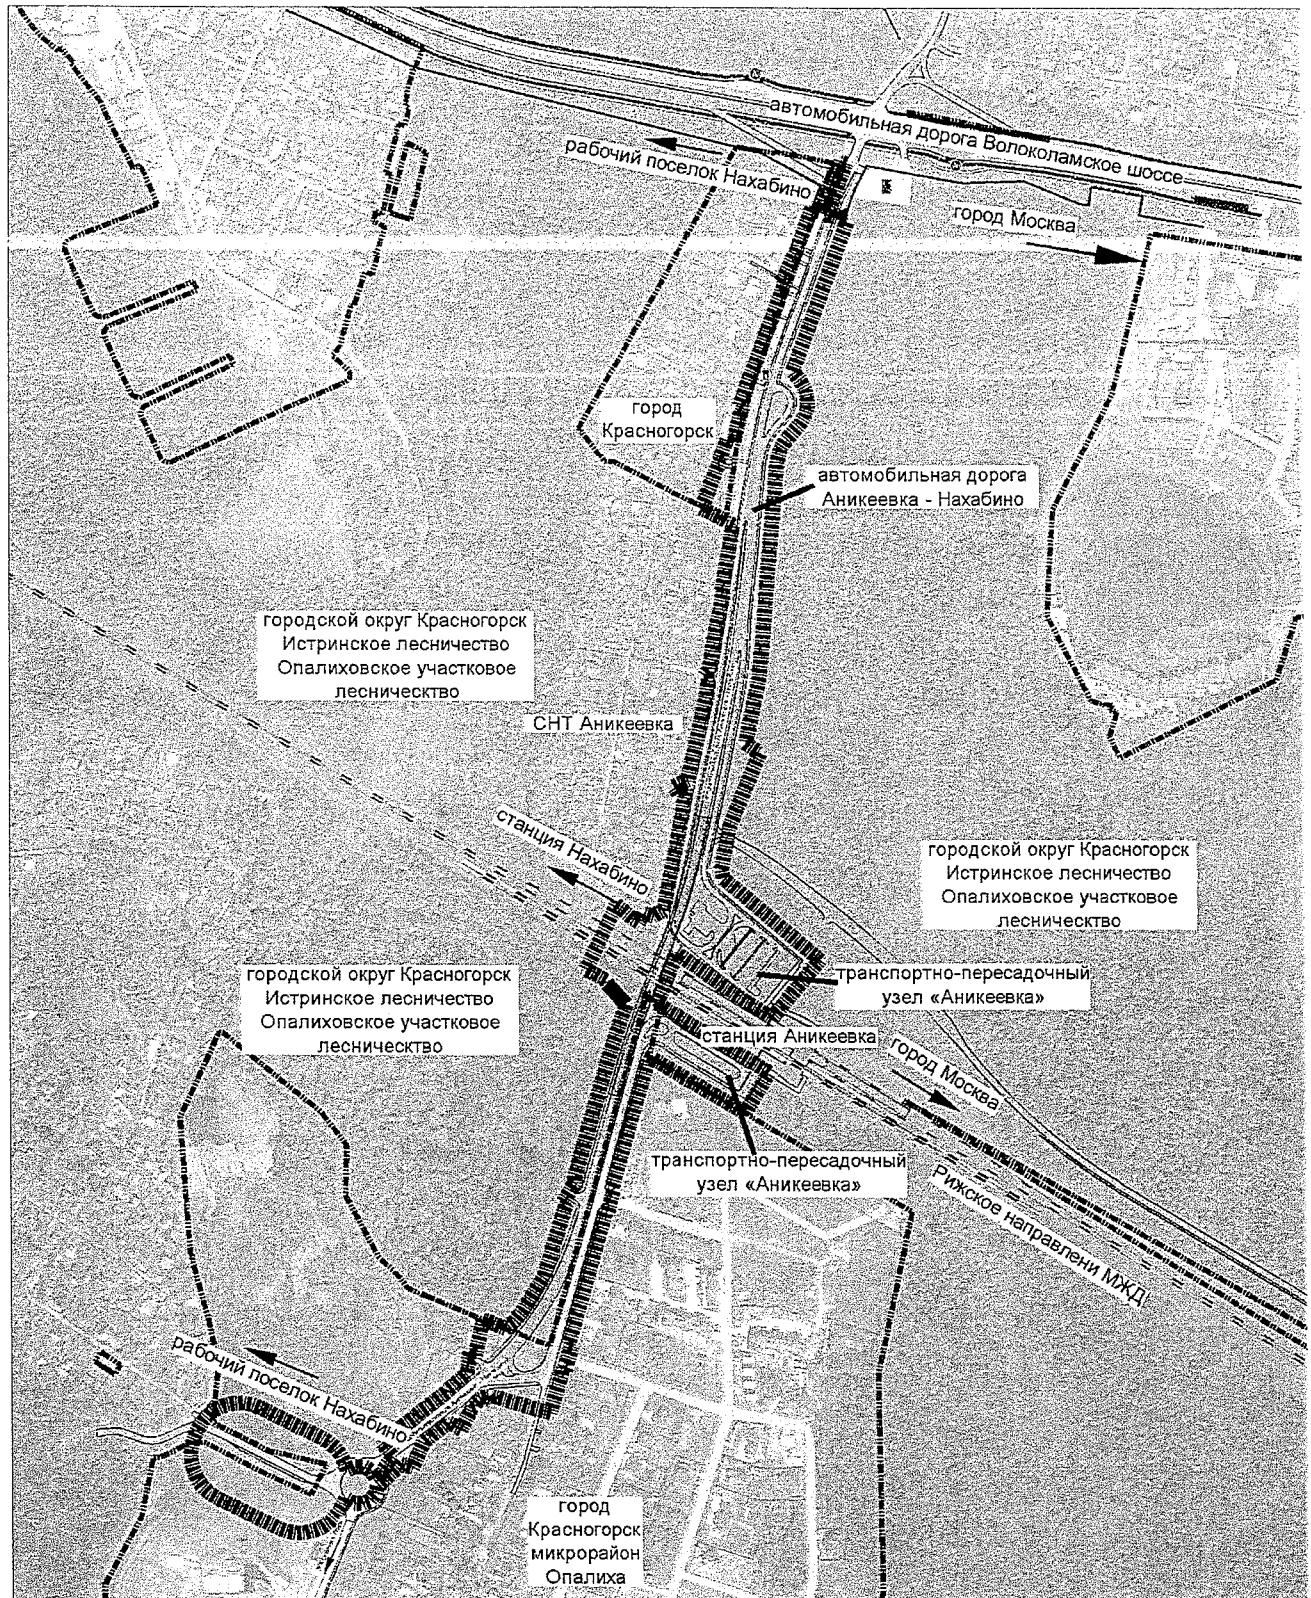 автомобильная дорога Волоколамское шоссе
рабочий поселок Нахабино
город Москва
город
Красногорск
автомобильная дорога
Аникеевка - Нахабино
городской округ Красногорск
Истринское лесничество
Опалиховское участковое
лесническтво
СНТ Аникеевка
станция Нахабино
городской округ Красногорск
Истринское лесничество
Опалиховское участковое
лесническтво
городской округ Красногорск
Истринское лесничество
Опалиховское участковое
лесническтво
транспортно-пересадочный
узел «Аникеевка»
станция Аникеевка
город Москва
транспортно-пересадочный
узел «Аникеевка»
Рижское направлени МЖД
рабочий поселок Нахабино
город
Красногорск
микрорайон
Опалиха